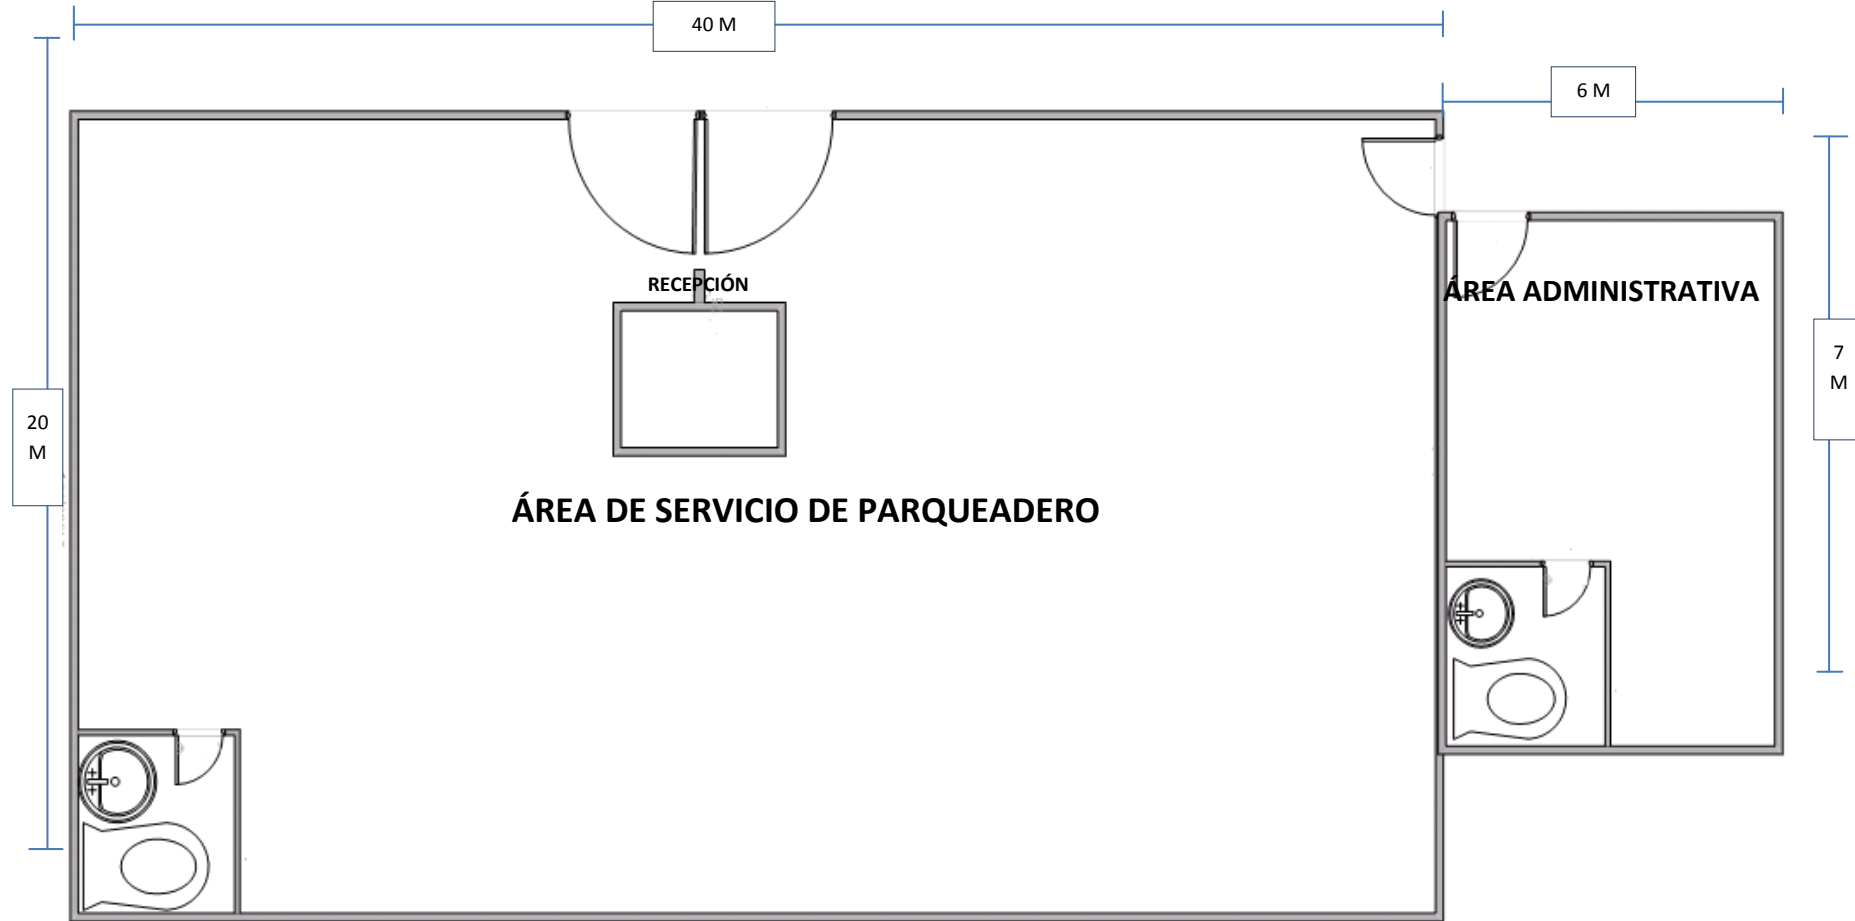 40 M
6 M
RECEPCIÓN
ÁREA ADMINISTRATIVA
7
M
20
M
ÁREA DE SERVICIO DE PARQUEADERO